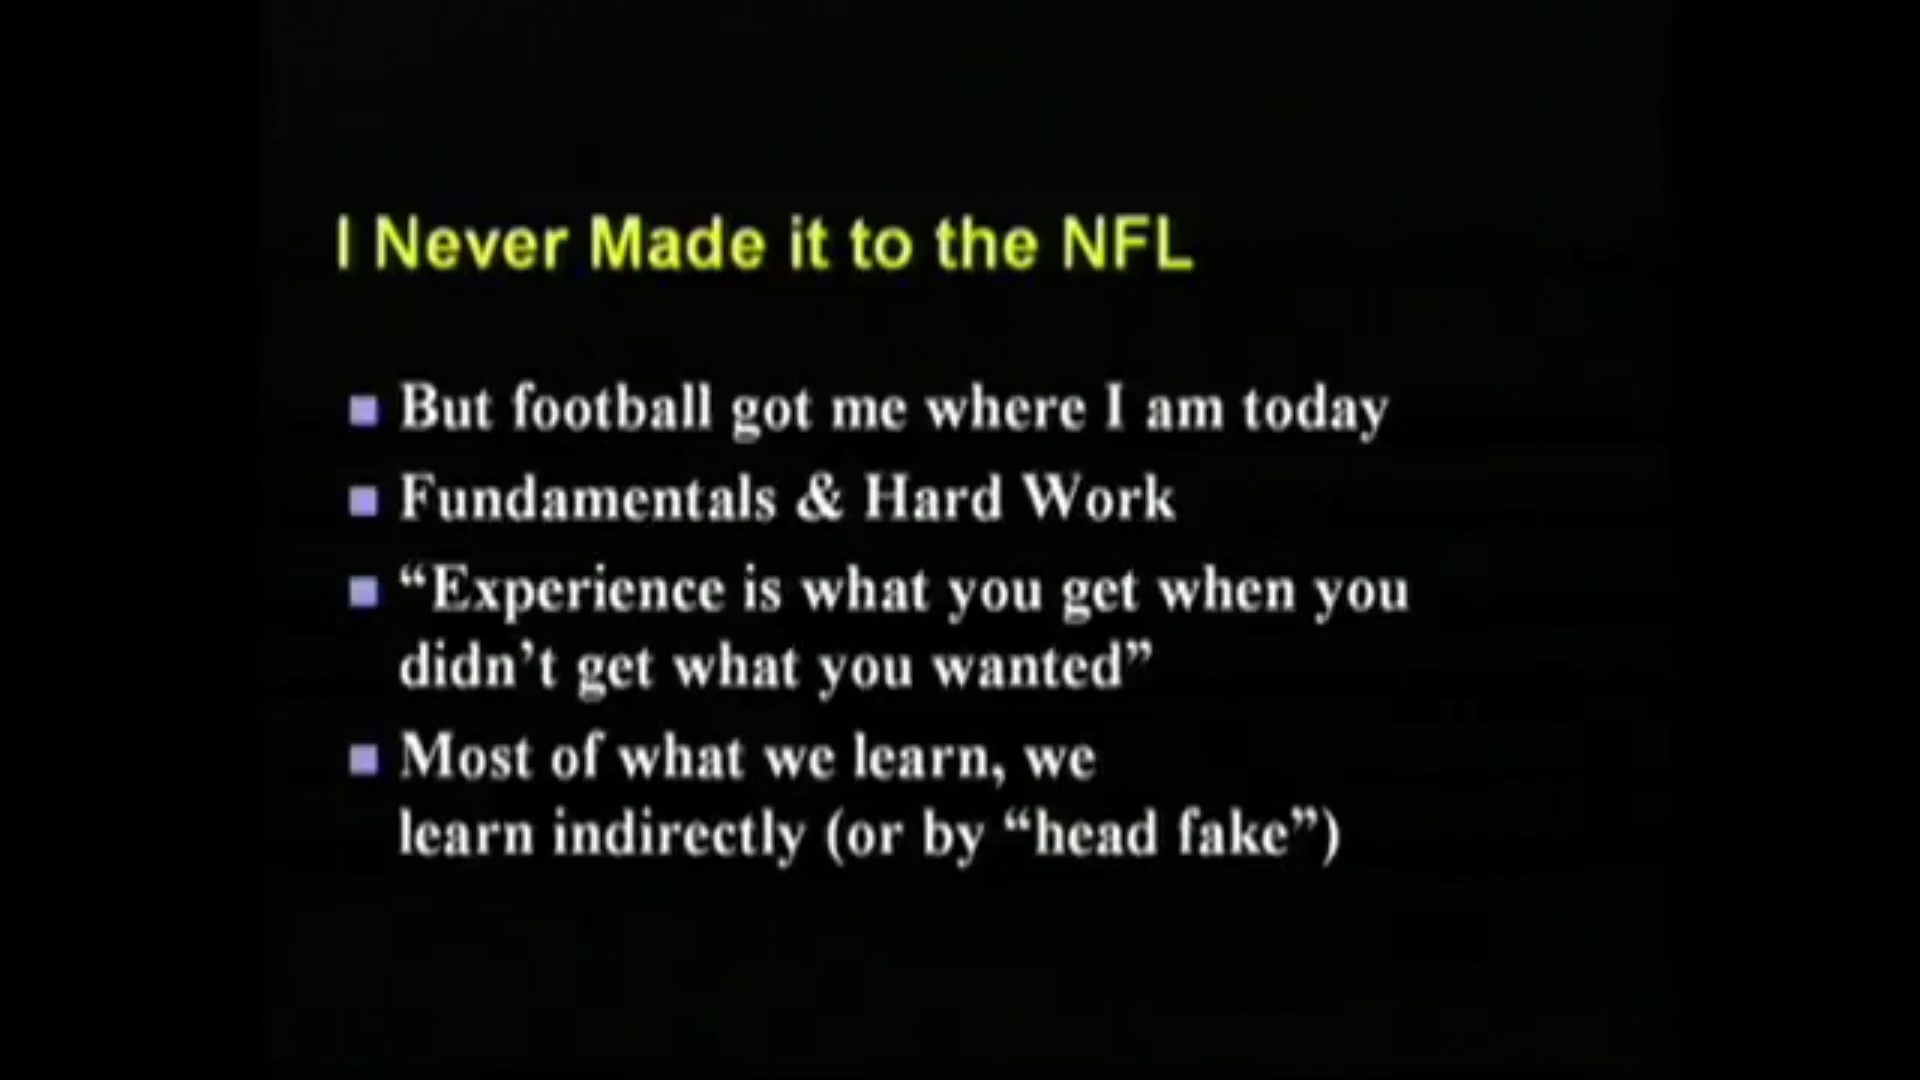 I Never Made it to the NFL
But football got me where I am today
Fundamentals & Hard Work
“Experience is what you get when you
didn’t get what you wanted”
Most of what we learn, we
learn indirectly (or by “head fake”)